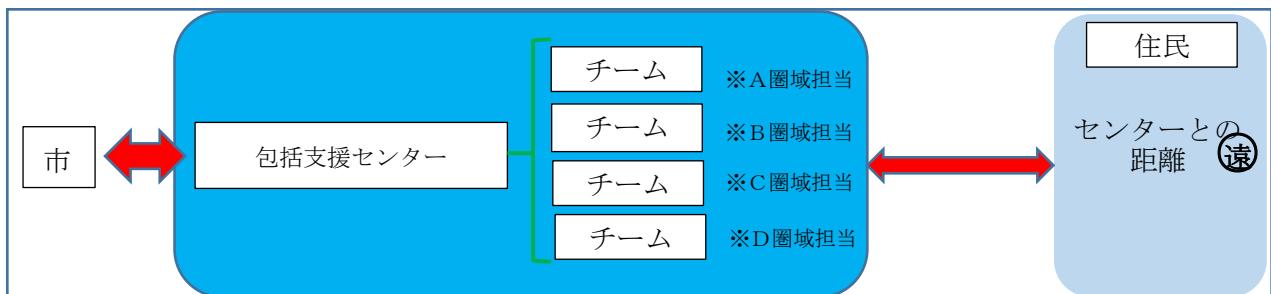 市
包括支援センター
チーム ※A圏域担当
チーム ※B圏域担当
チーム ※C圏域担当
チーム ※D圏域担当
住民
センターとの
距離 遠